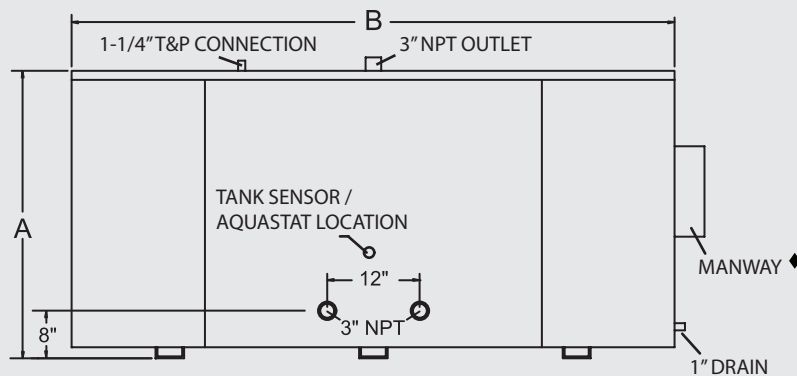 B
1-1/4” T&P CONNECTION
3” NPT OUTLET
A
TANK SENSOR /
AQUASTAT LOCATION
MANWAY ♦
12"
8"
3" NPT
1” DRAIN